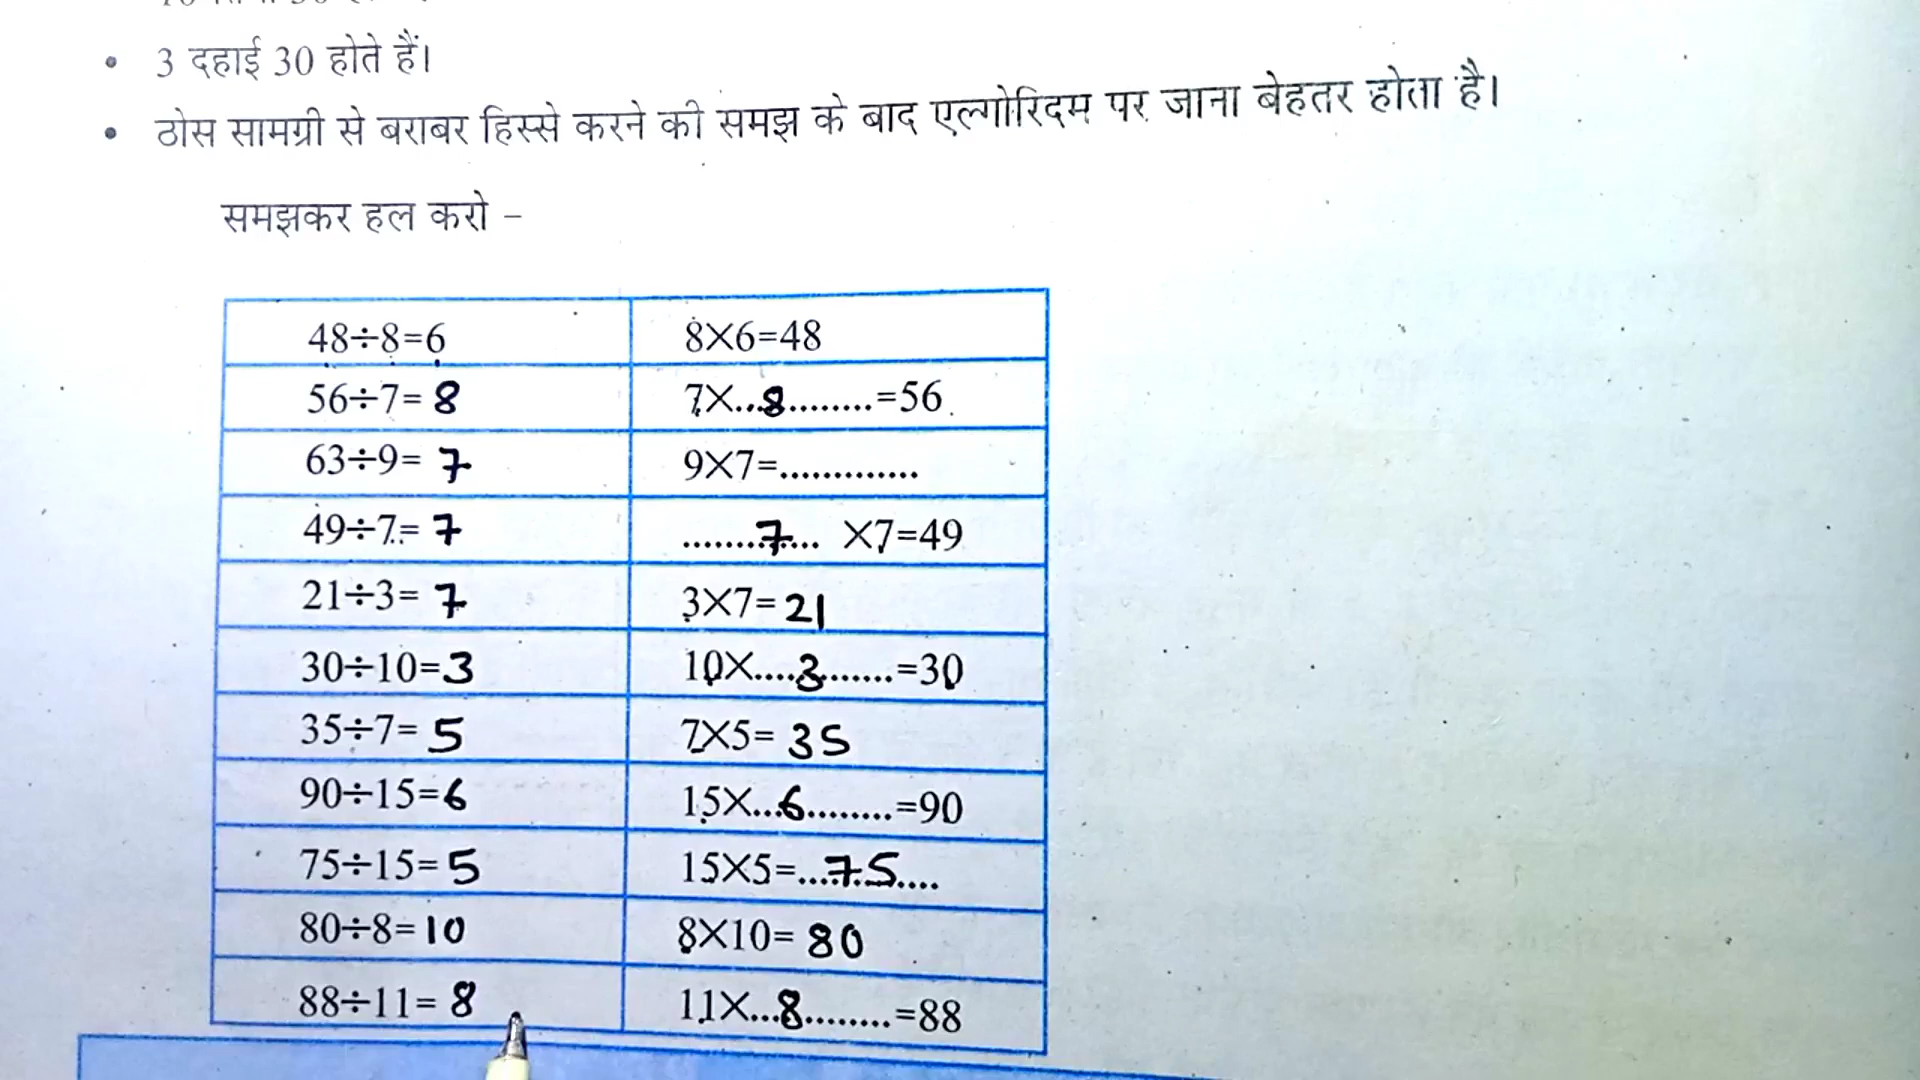 • 3 दहाई 30 होते हैं।
• ठोस सामग्री से बराबर हिस्से करने की समझ के बाद एल्गोरिदम पर जाना बेहतर होता है।
समझकर हल करो –
48÷8=6 8×6=48
56÷7= 8 7×...8.........=56
63÷9= 7 9×7=.............
49÷7= 7 ........7.... ×7=49
21÷3= 7 3×7= 21
30÷10=3 10×....3.......=30
35÷7= 5 7×5= 35
90÷15=6 15×...6........=90
75÷15= 5 15×5=...75....
80÷8= 10 8×10= 80
88÷11= 8 11×...8........=88